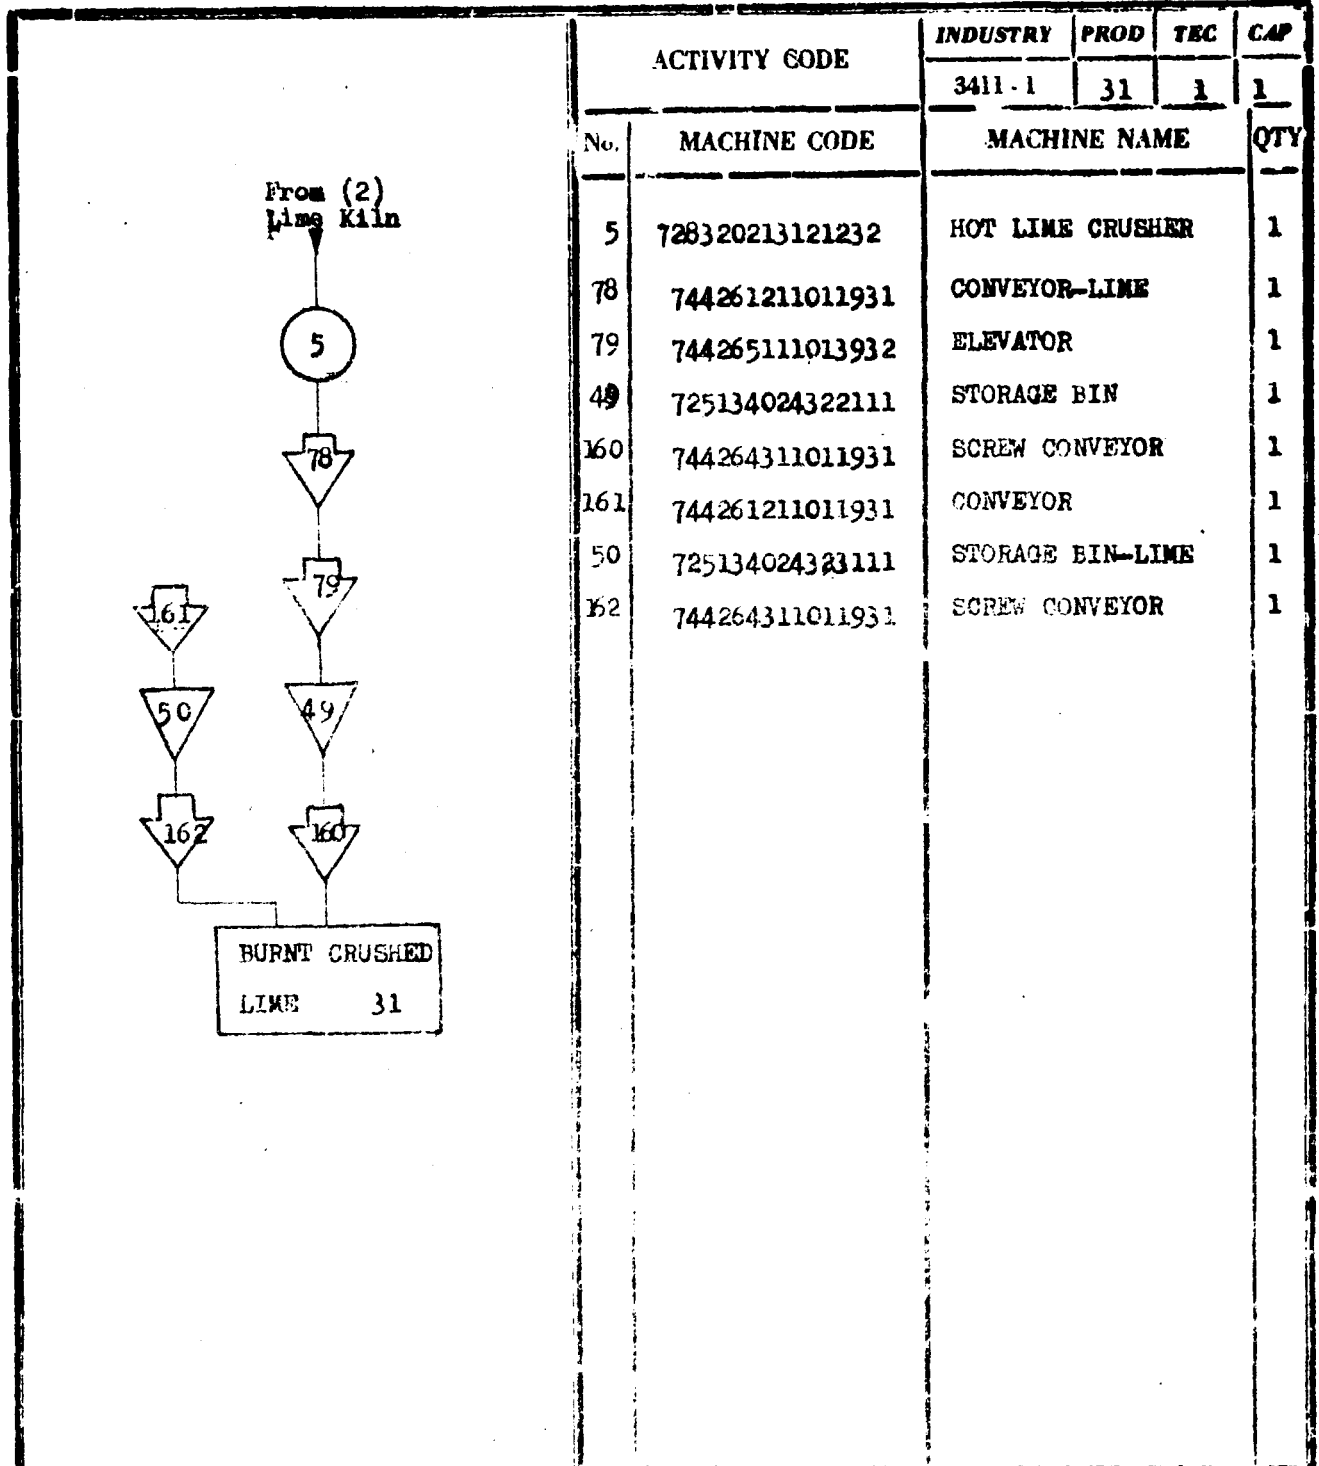 ACTIVITY CODE
INDUSTRY PROD TEC CAP
3411 - 1 31 1 1
No. MACHINE CODE MACHINE NAME QTY
5 728320213121232 HOT LIME CRUSHER 1
78 744261211011931 CONVEYOR-LIME 1
79 744265111013932 ELEVATOR 1
49 725134024322111 STORAGE BIN 1
160 744264311011931 SCREW CONVEYOR 1
161 744261211011931 CONVEYOR 1
50 725134024323111 STORAGE BIN-LIME 1
162 744264311011931 SCREW CONVEYOR 1
From (2)
Lime Kiln
5
78
79
161
50
49
162
160
BURNT CRUSHED
LIME 31